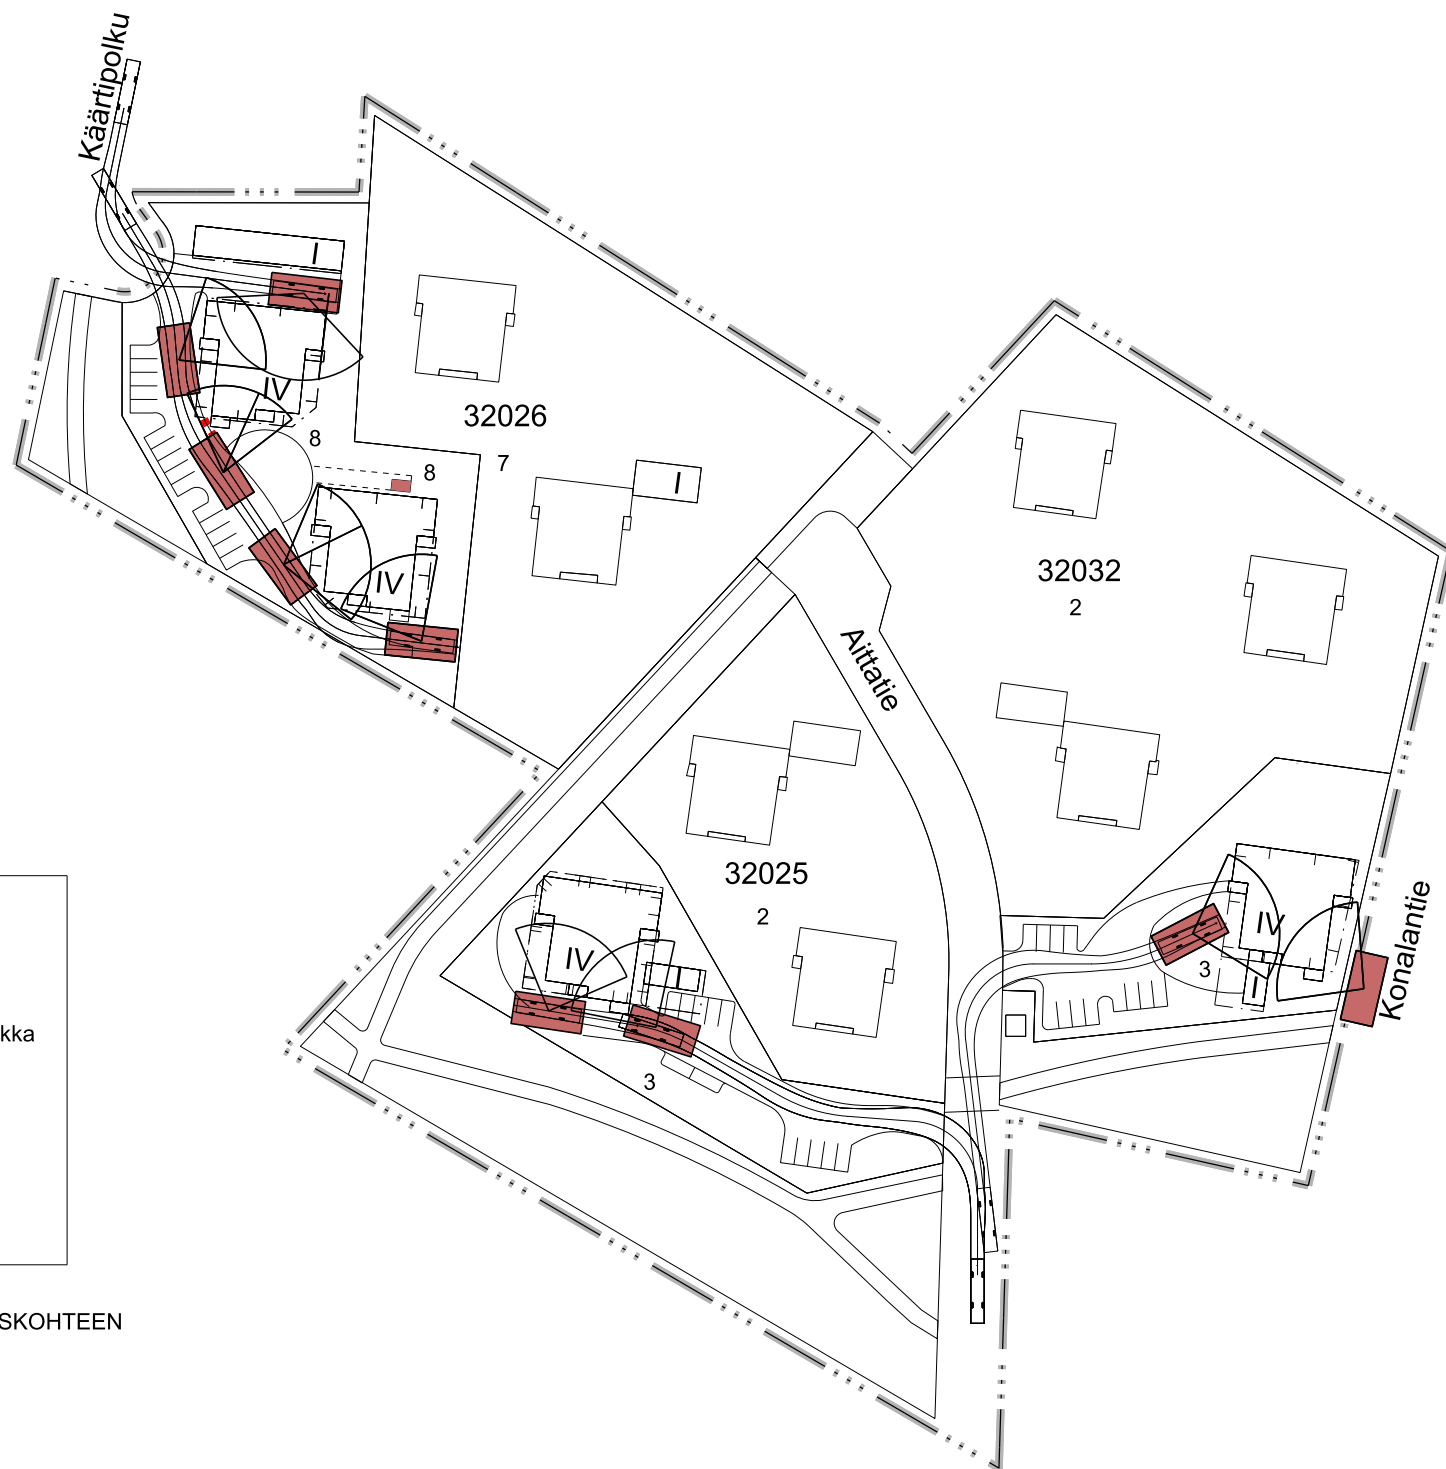 Käärtipolku
I
IV
8
8
32026
7
I
IV
32032
2
Aittatie
32025
2
IV
I
3
IV
I
3
Konalantie
kka
SKOHTEEN